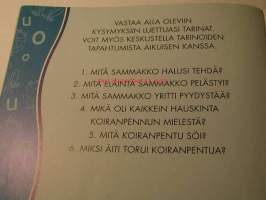 VASTAA ALLA OLEVIIN
KYSYMYKSIIN LUETTUASI TARINAT.
VOIT MYÖS KESKUSTELLA TARINOIDEN
TAPAHTUMISTA AIKUISEN KANSSA.
1. MITÄ SAMMAKKO HALUSI TEHDÄ?
2. MITÄ ELÄINTÄ SAMMAKKO PELÄSTYI?
3. MITÄ SAMMAKKO YRITTI PYYDYSTÄÄ?
4. MIKÄ OLI KAIKKEIN HAUSKINTA
KOIRANPENNUN MIELESTÄ?
5. MITÄ KOIRANPENTU SÖI?
6. MIKSI ÄITI TORUI KOIRANPENTUA?